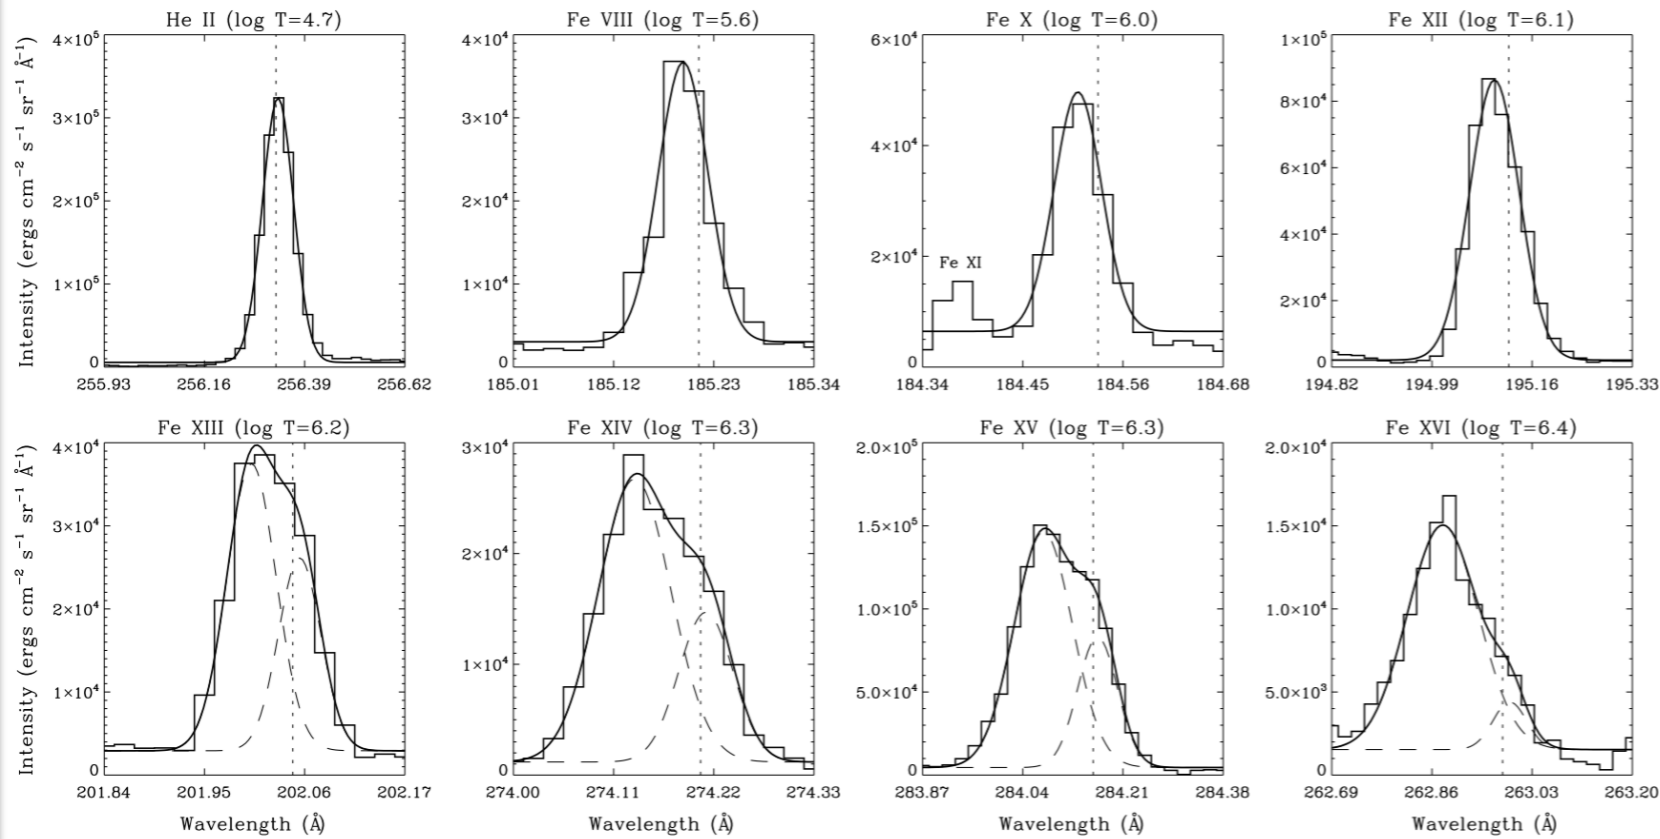 He II (log T=4.7)
Fe VIII (log T=5.6)
Fe X (log T=6.0)
Fe XII (log T=6.1)
Intensity (ergs cm⁻² s⁻¹ sr⁻¹ Å⁻¹)
4×10⁵
3×10⁵
2×10⁵
1×10⁵
0
255.93 256.16 256.39 256.62
4×10⁴
3×10⁴
2×10⁴
1×10⁴
0
185.01 185.12 185.23 185.34
6×10⁴
4×10⁴
2×10⁴
0
Fe XI
184.34 184.45 184.56 184.68
1×10⁵
8×10⁴
6×10⁴
4×10⁴
2×10⁴
0
194.82 194.99 195.16 195.33
Fe XIII (log T=6.2)
Fe XIV (log T=6.3)
Fe XV (log T=6.3)
Fe XVI (log T=6.4)
Intensity (ergs cm⁻² s⁻¹ sr⁻¹ Å⁻¹)
4×10⁴
3×10⁴
2×10⁴
1×10⁴
0
201.84 201.95 202.06 202.17
Wavelength (Å)
3×10⁴
2×10⁴
1×10⁴
0
274.00 274.11 274.22 274.33
Wavelength (Å)
2.0×10⁵
1.5×10⁵
1.0×10⁵
5.0×10⁴
0
283.87 284.04 284.21 284.38
Wavelength (Å)
2.0×10⁴
1.5×10⁴
1.0×10⁴
5.0×10³
0
262.69 262.86 263.03 263.20
Wavelength (Å)